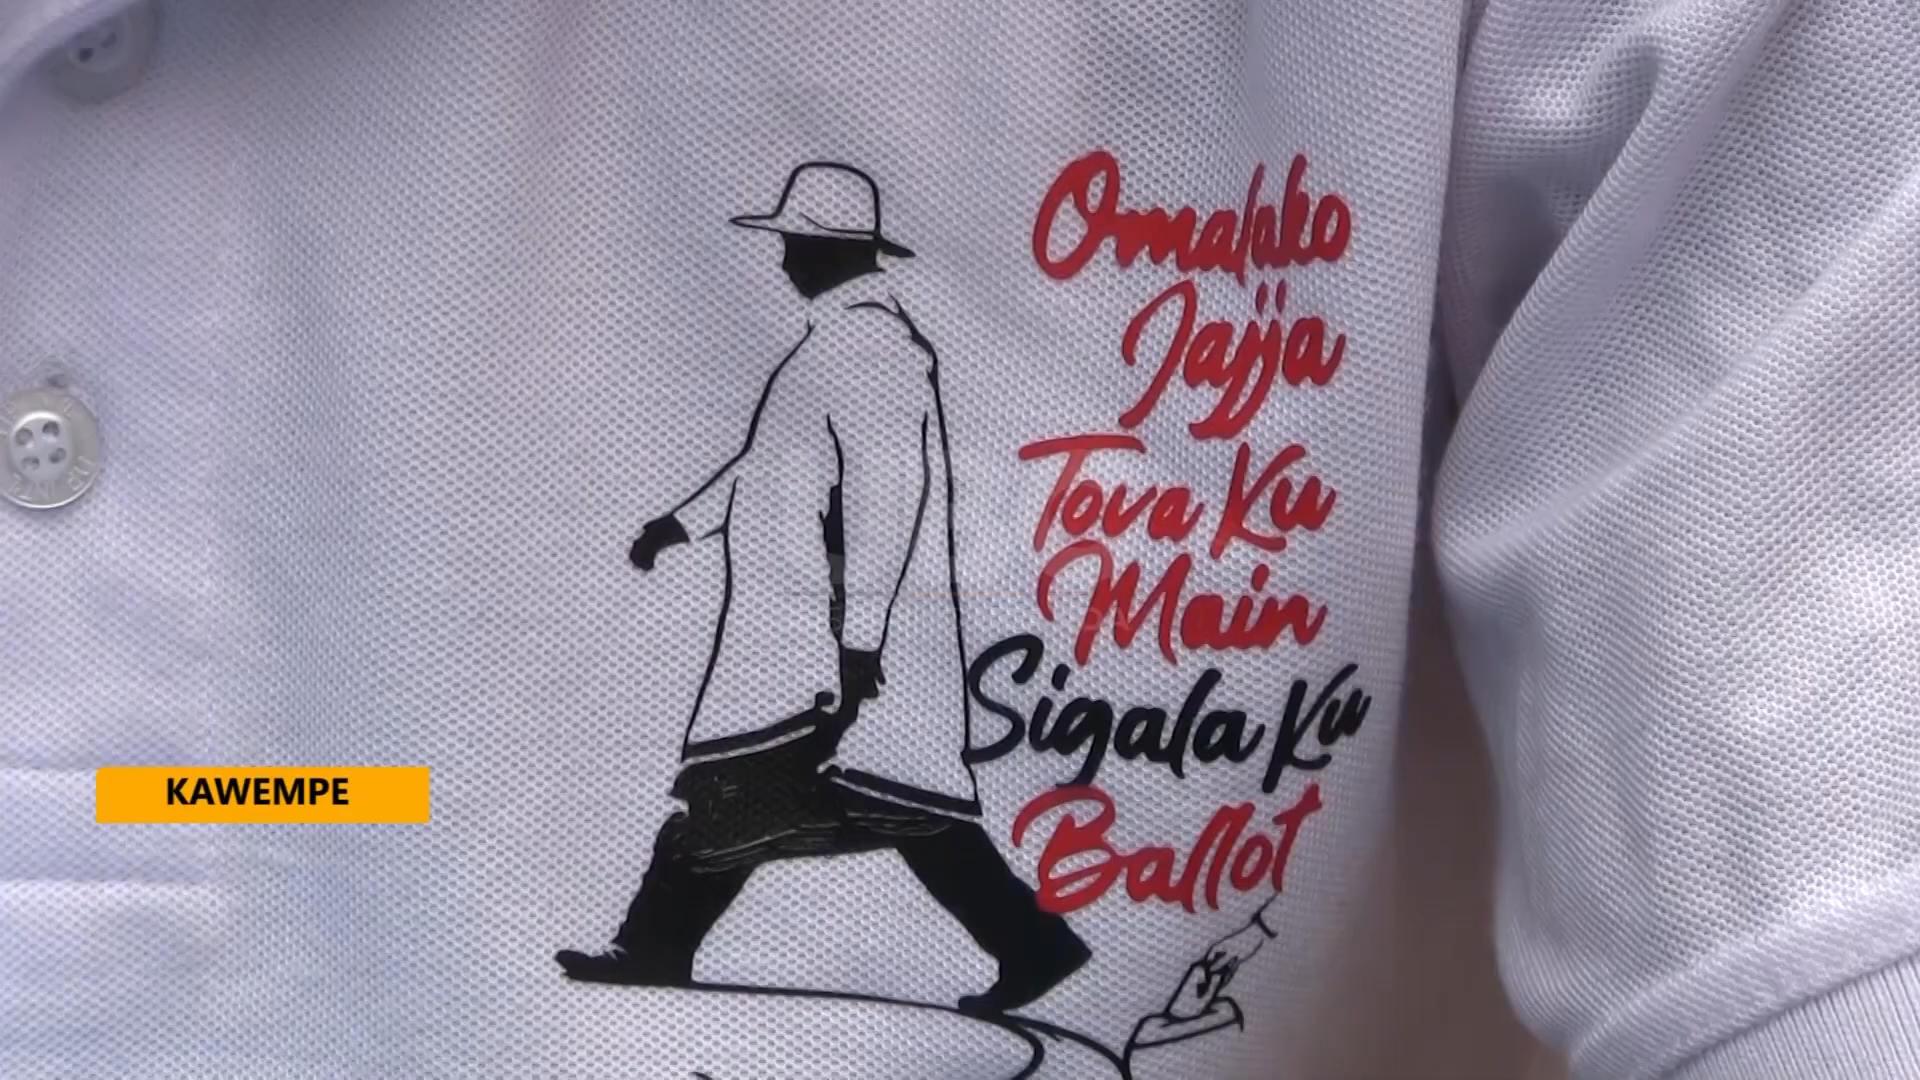 Omalako
Jajja
Tova Ku
Main
Sigala Ku
Ballot
KAWEMPE